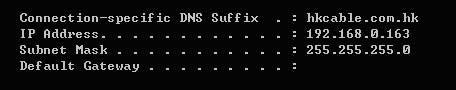 Connection-specific DNS Suffix  . : hkcable.com.hk
IP Address. . . . . . . . . . . . : 192.168.0.163
Subnet Mask . . . . . . . . . . . : 255.255.255.0
Default Gateway . . . . . . . . . :